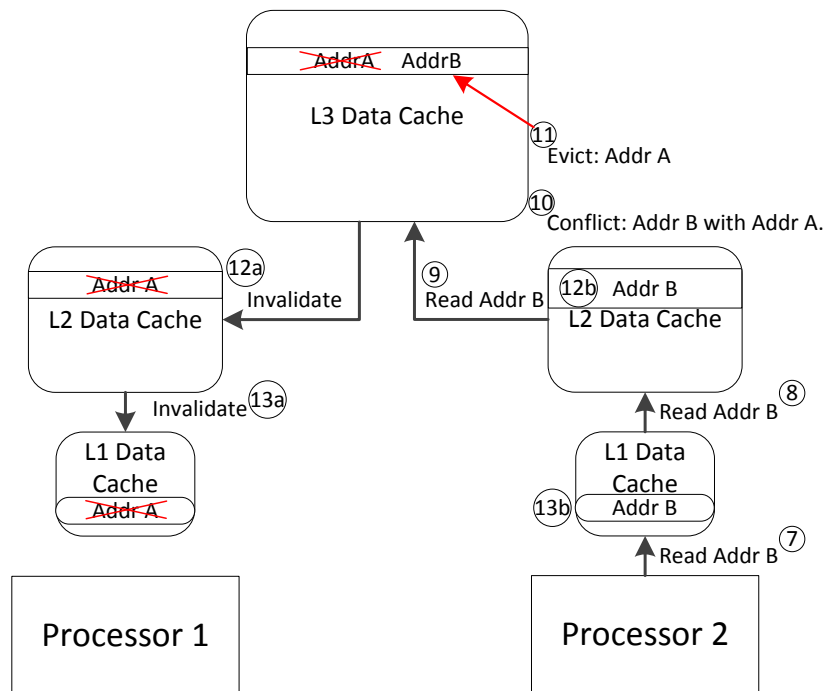 AddrA AddrB
L3 Data Cache
11
Evict: Addr A
10
Conflict: Addr B with Addr A.
12a
Addr A
L2 Data Cache
Invalidate
9
Read Addr B
12b Addr B
L2 Data Cache
Invalidate 13a
8
Read Addr B
L1 Data
Cache
Addr A
L1 Data
Cache
13b Addr B
7
Read Addr B
Processor 1
Processor 2